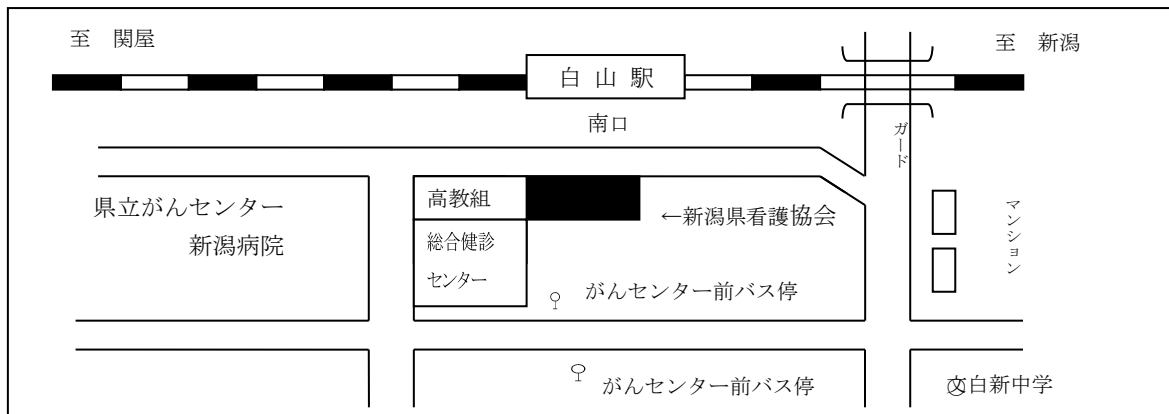 至　関屋
至　新潟
白 山 駅
南口
ガード
高教組
県立がんセンター
新潟病院
←新潟県看護協会
総合健診
センター
マンション
がんセンター前バス停
がんセンター前バス停
文白新中学